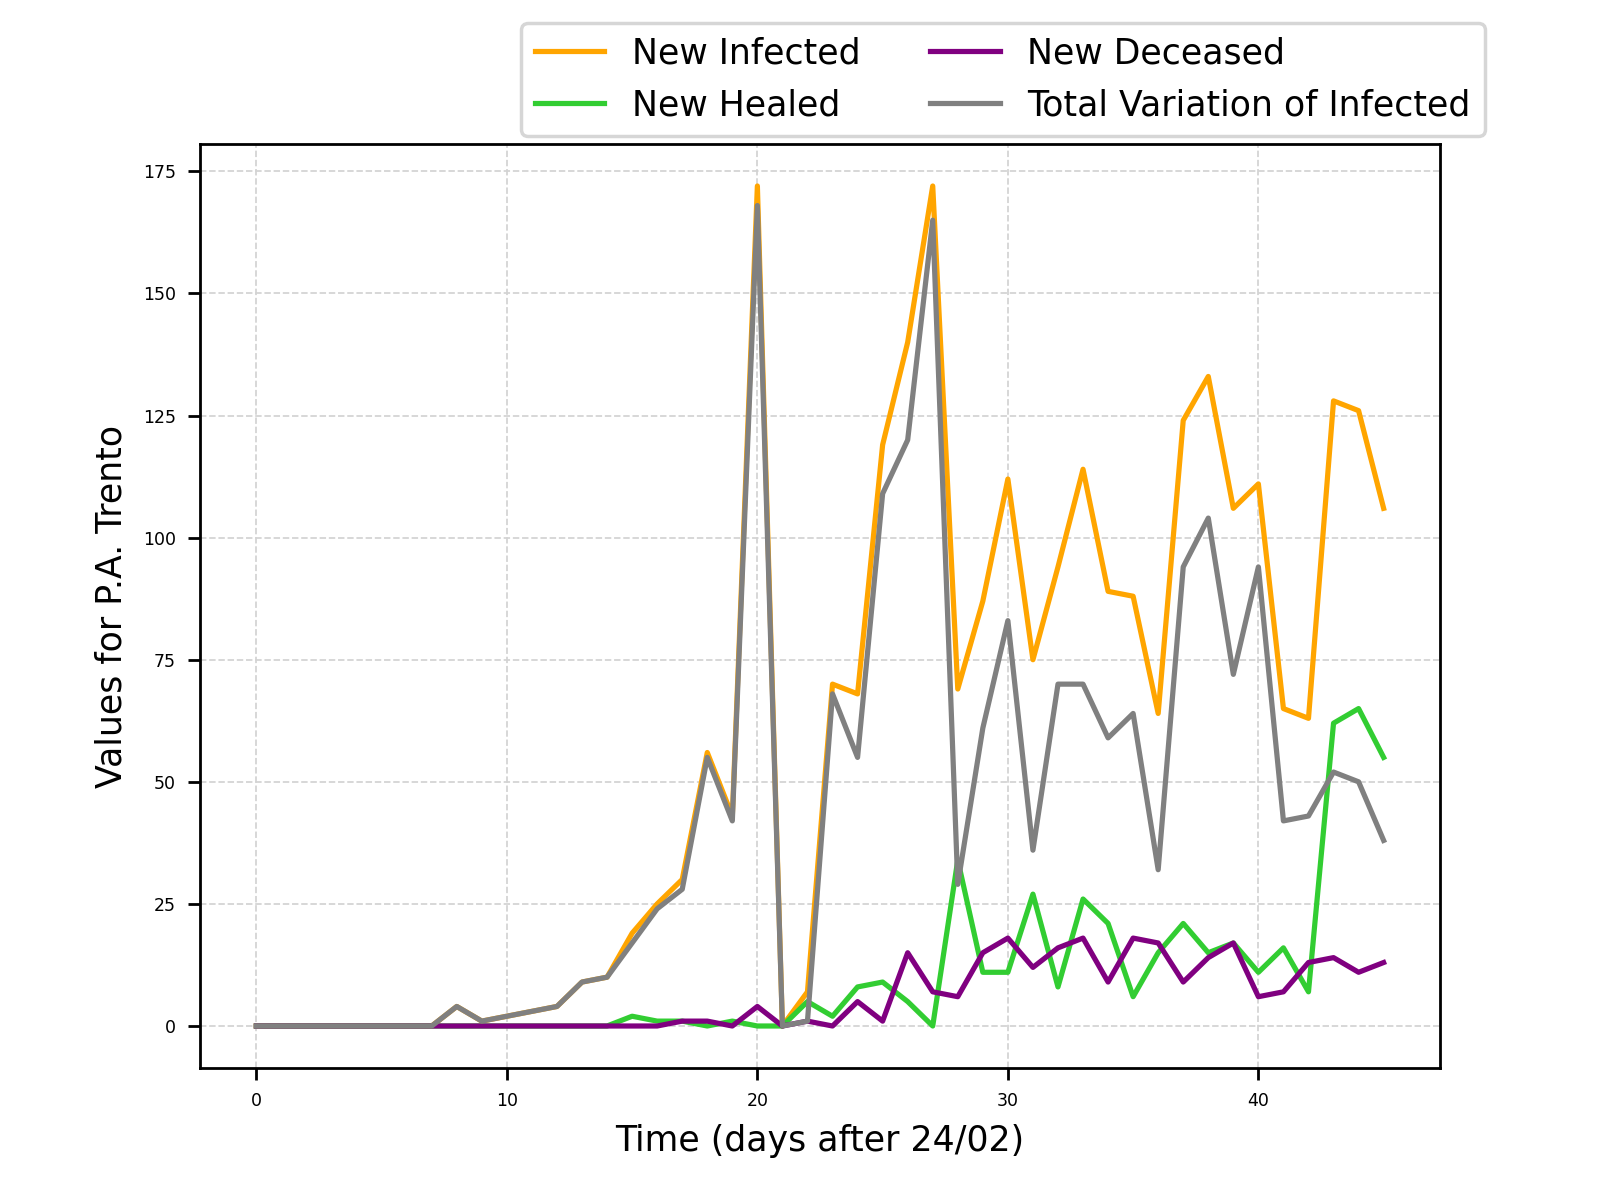 New Infected
New Healed
New Deceased
Total Variation of Infected
175
150
125
100
75
50
25
0
Values for P.A. Trento
0 10 20 30 40
Time (days after 24/02)